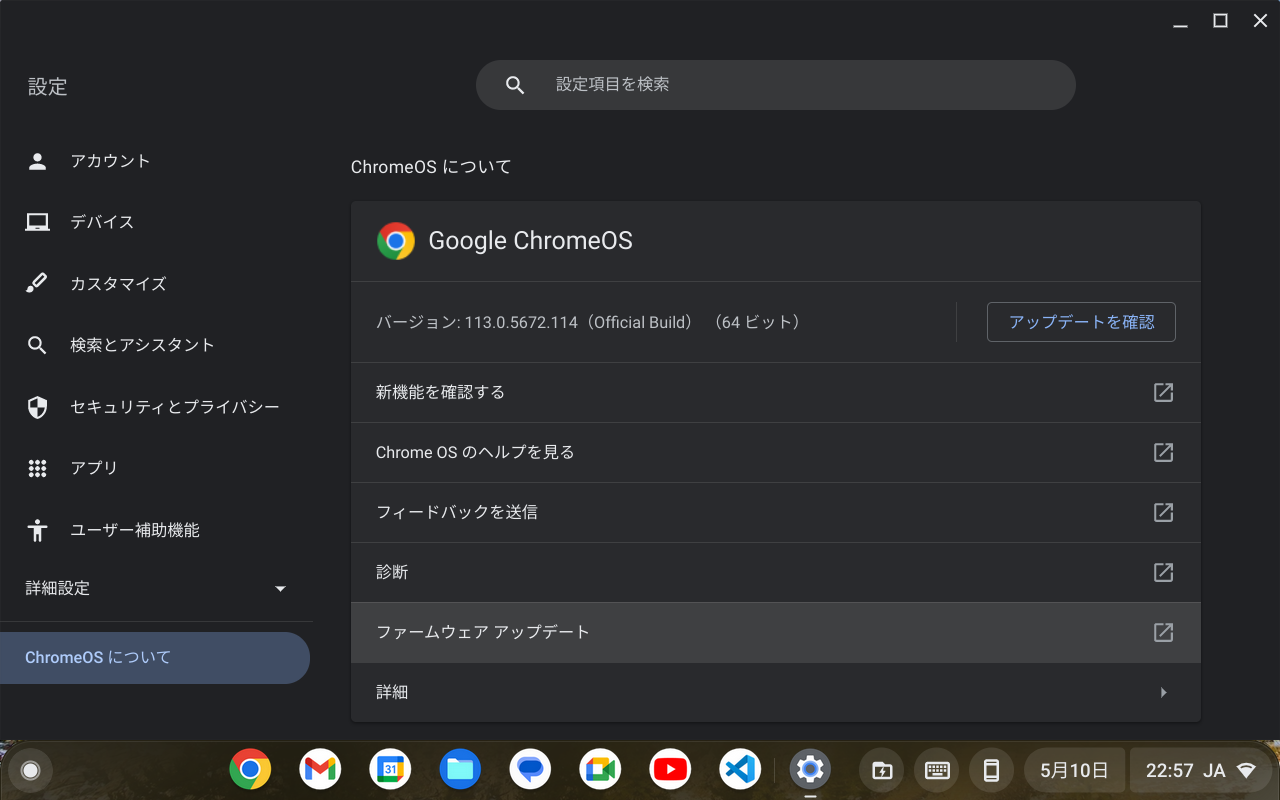 設定
設定項目を検索
アカウント
デバイス
カスタマイズ
検索とアシスタント
セキュリティとプライバシー
アプリ
ユーザー補助機能
詳細設定
ChromeOS について
ChromeOS について
Google ChromeOS
バージョン: 113.0.5672.114（Official Build） （64 ビット）
アップデートを確認
新機能を確認する
Chrome OS のヘルプを見る
フィードバックを送信
診断
ファームウェア アップデート
詳細
31
5月10日
22:57 JA